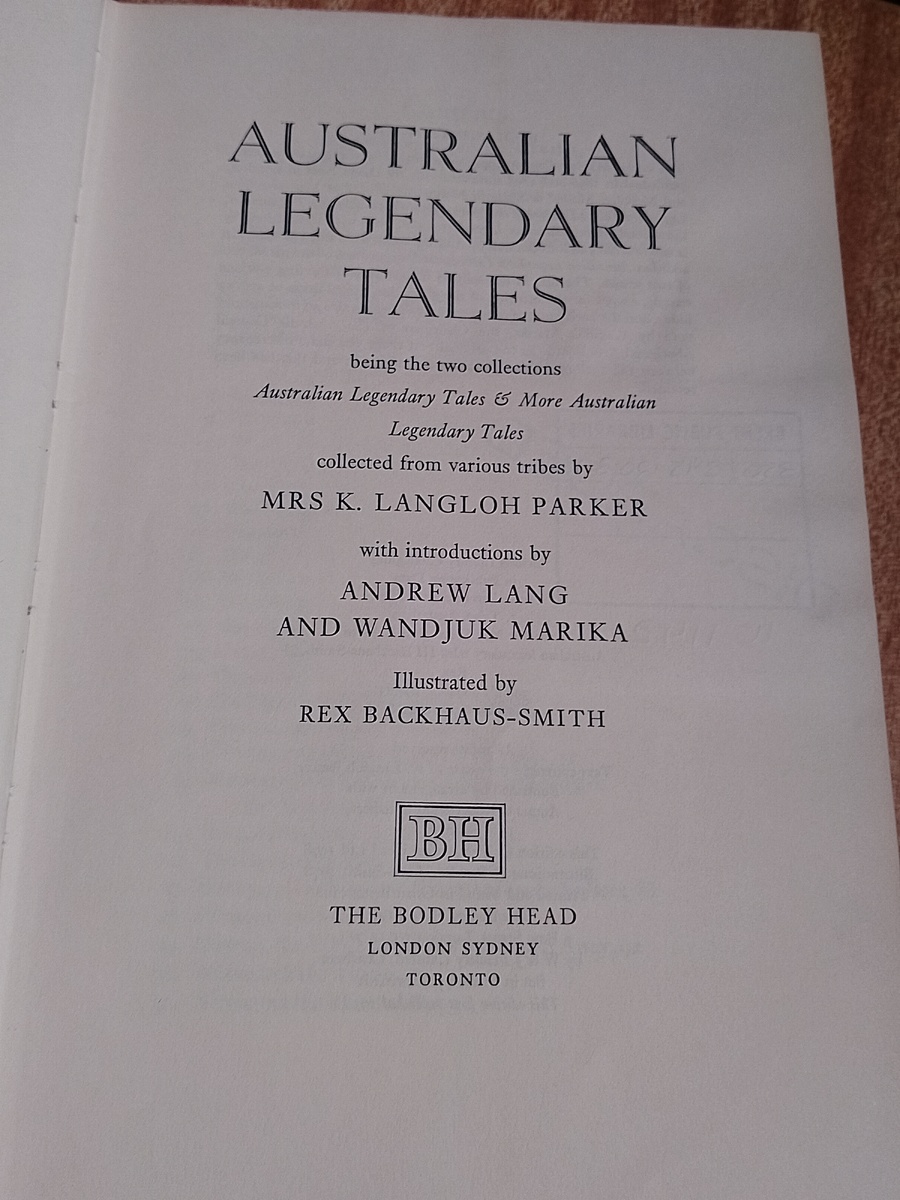 AUSTRALIAN
LEGENDARY
TALES
being the two collections
Australian Legendary Tales & More Australian
Legendary Tales
collected from various tribes by
MRS K. LANGLOH PARKER
with introductions by
ANDREW LANG
AND WANDJUK MARIKA
Illustrated by
REX BACKHAUS-SMITH
BH
THE BODLEY HEAD
LONDON SYDNEY
TORONTO